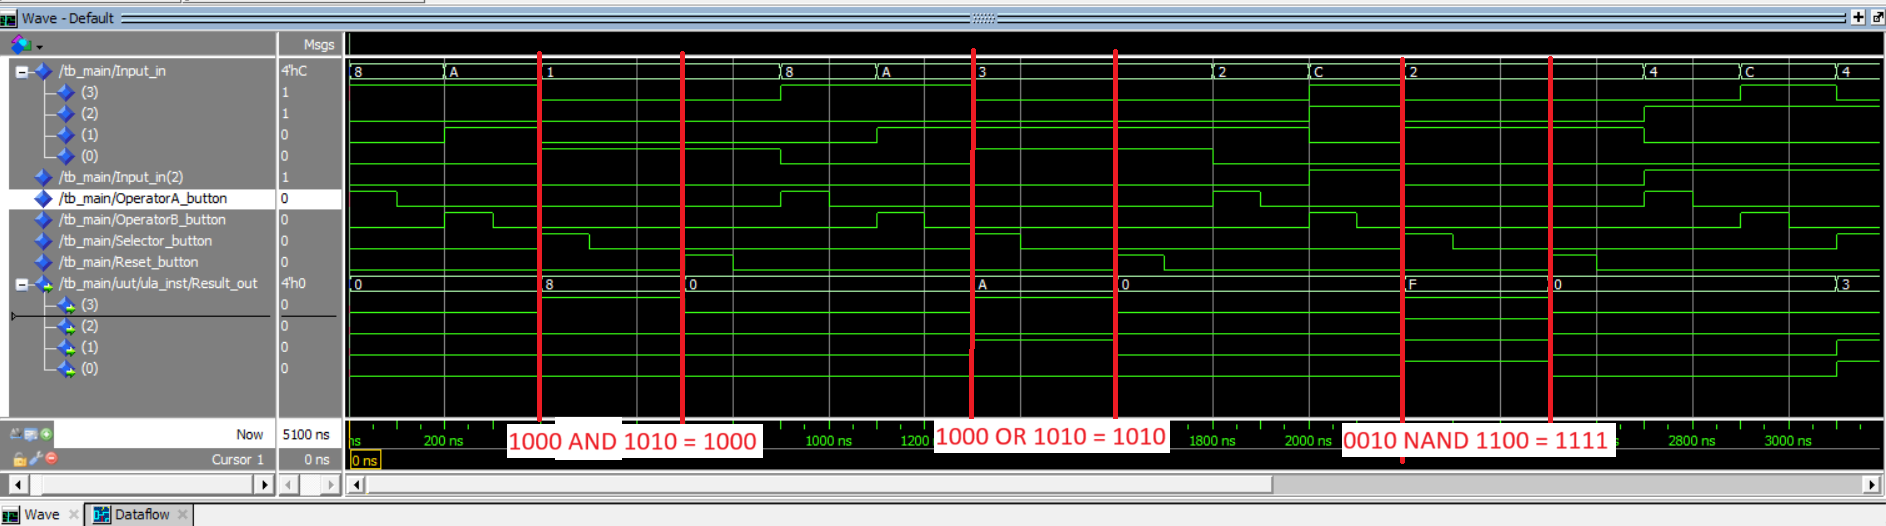 Wave - Default
Msgs
/tb_main/Input_in 4'hC 8 A 1 8 A 3 2 C 2 4 C 4
(3) 1
(2) 1
(1) 0
(0) 0
/tb_main/Input_in(2) 1
/tb_main/OperatorA_button 0
/tb_main/OperatorB_button 0
/tb_main/Selector_button 0
/tb_main/Reset_button 0
/tb_main/uut/ula_inst/Result_out 4'h0 0 8 0 A 0 F 0 3
(3) 0
(2) 0
(1) 0
(0) 0
Now 5100 ns ns 200 ns 1000 ns 1200 1800 ns 2000 ns 2800 ns 3000 ns
1000 AND 1010 = 1000 1000 OR 1010 = 1010 0010 NAND 1100 = 1111
Cursor 1 0 ns 0 ns
Wave Dataflow